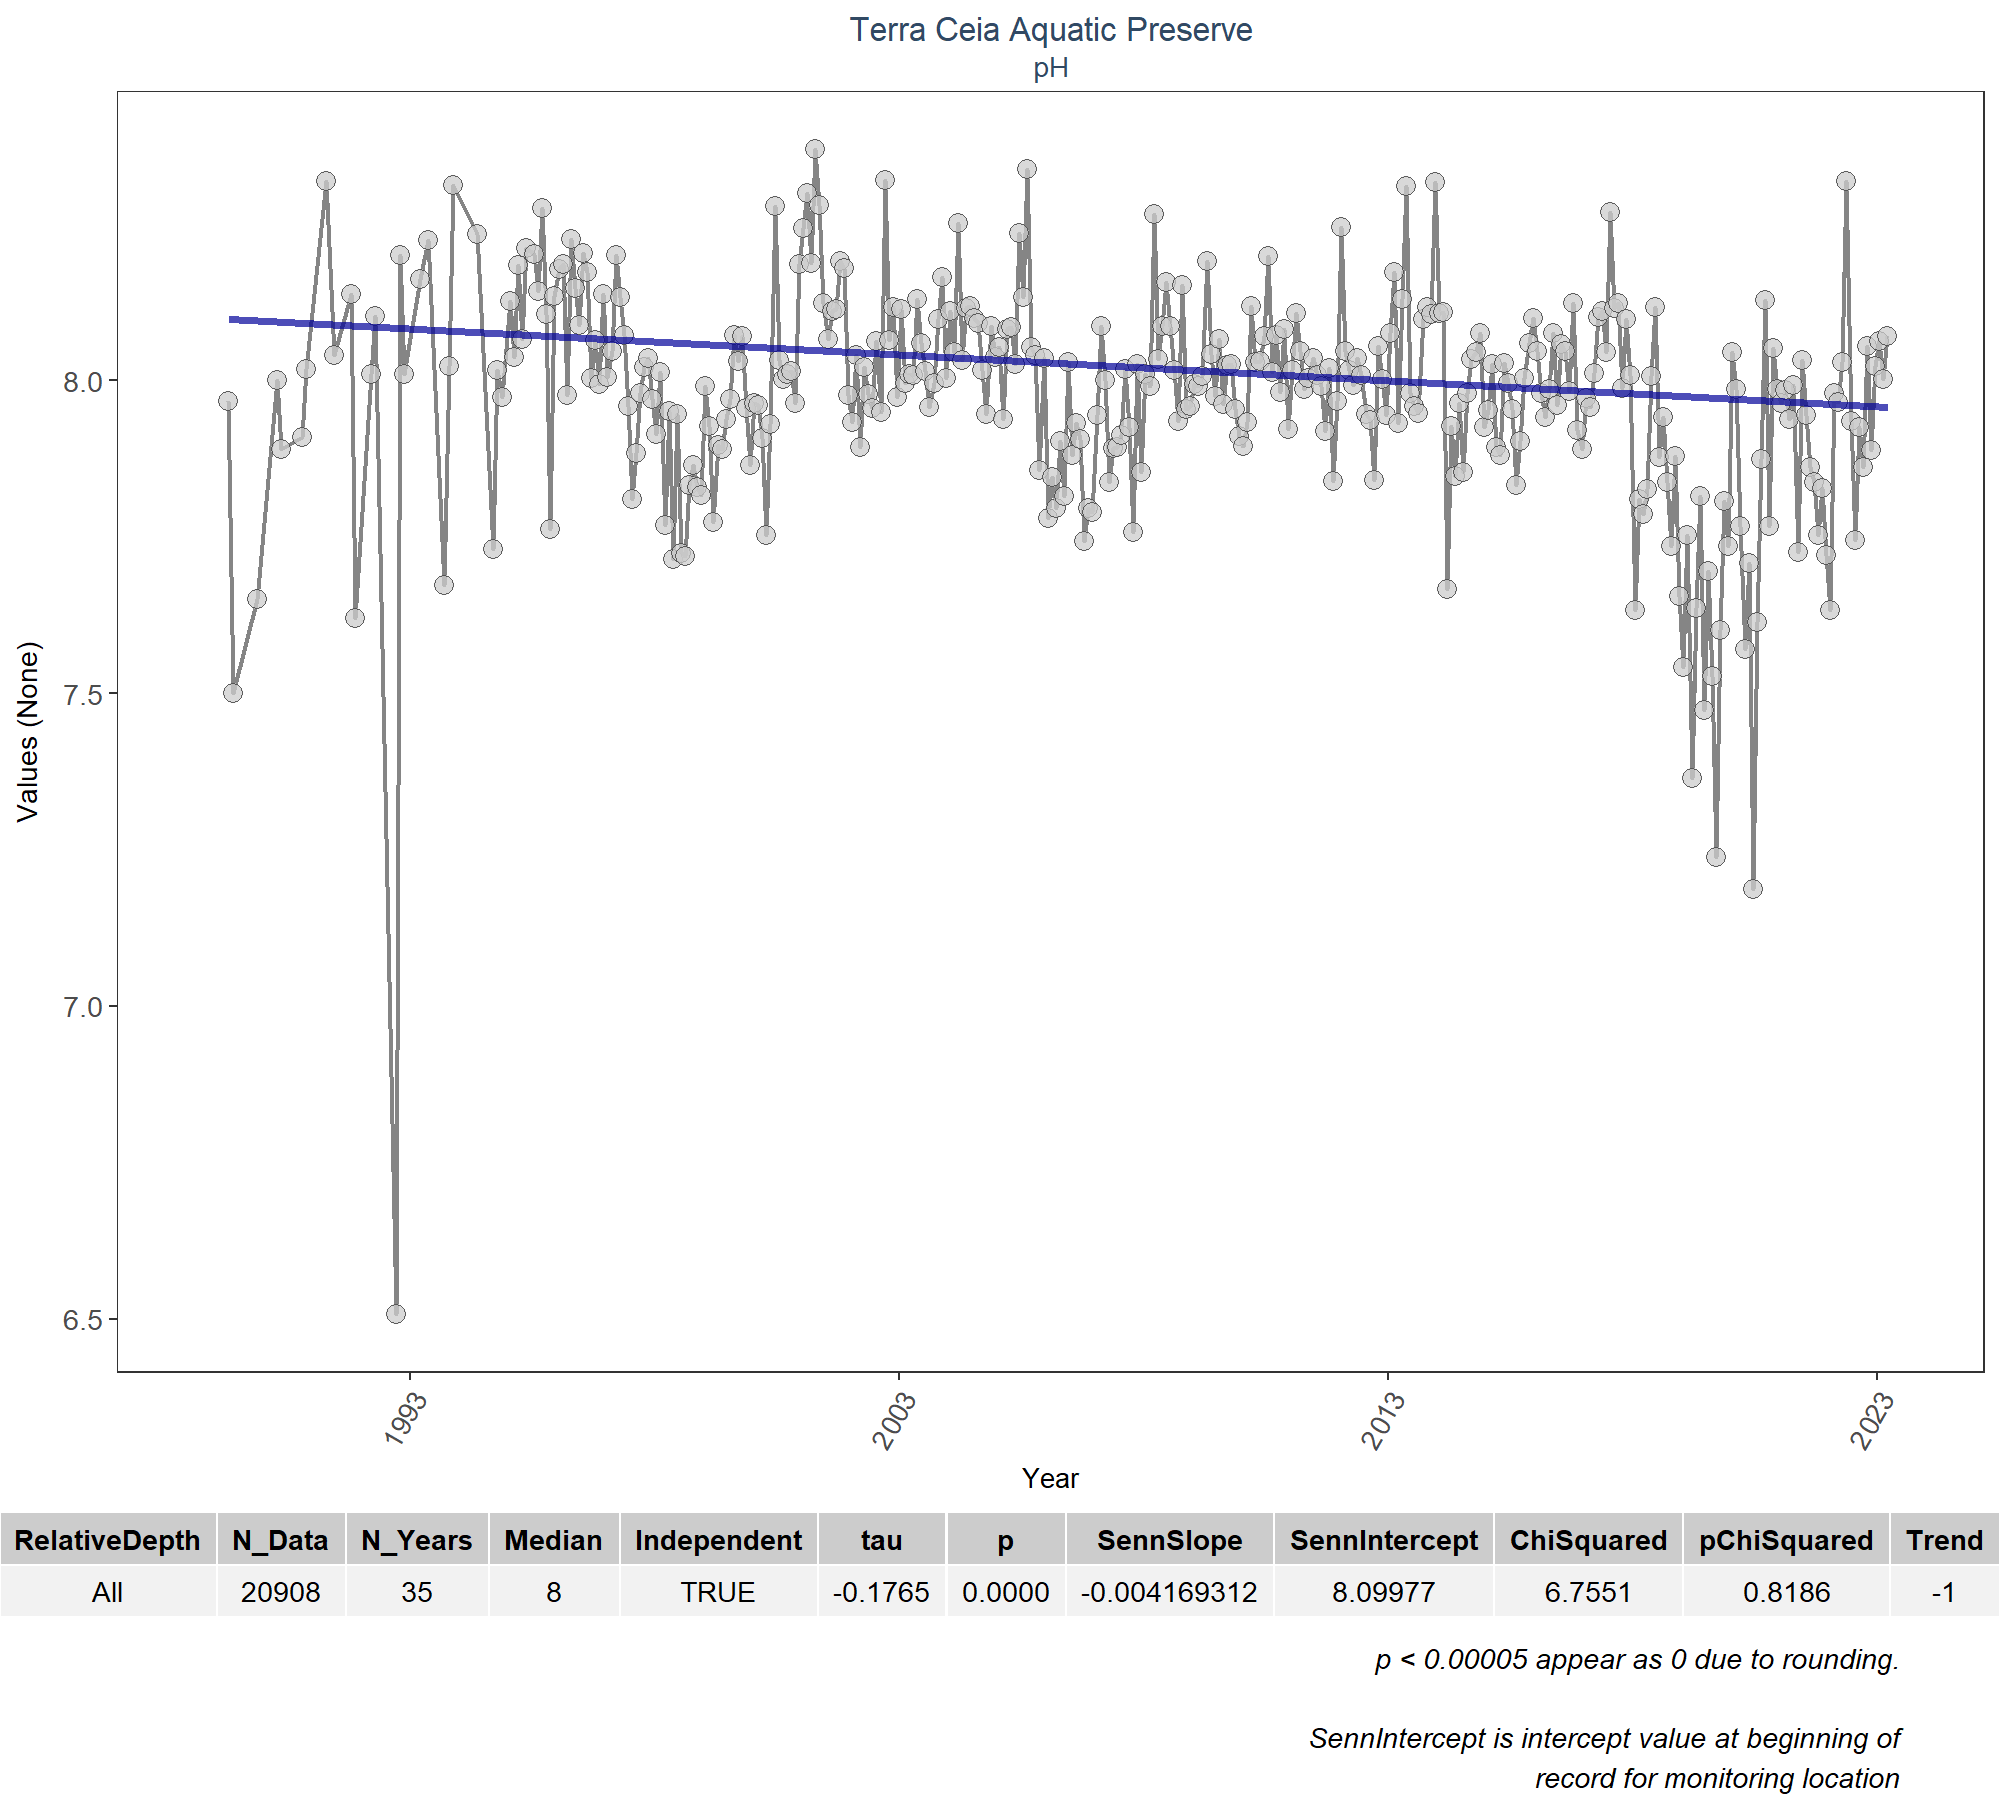 Terra Ceia Aquatic Preserve
pH
Values (None)
8.0
7.5
7.0
6.5
1993
2003
2013
2023
Year
RelativeDepth N_Data N_Years Median Independent tau p SennSlope SennIntercept ChiSquared pChiSquared Trend
All 20908 35 8 TRUE -0.1765 0.0000 -0.004169312 8.09977 6.7551 0.8186 -1
p < 0.00005 appear as 0 due to rounding.
SennIntercept is intercept value at beginning of
record for monitoring location